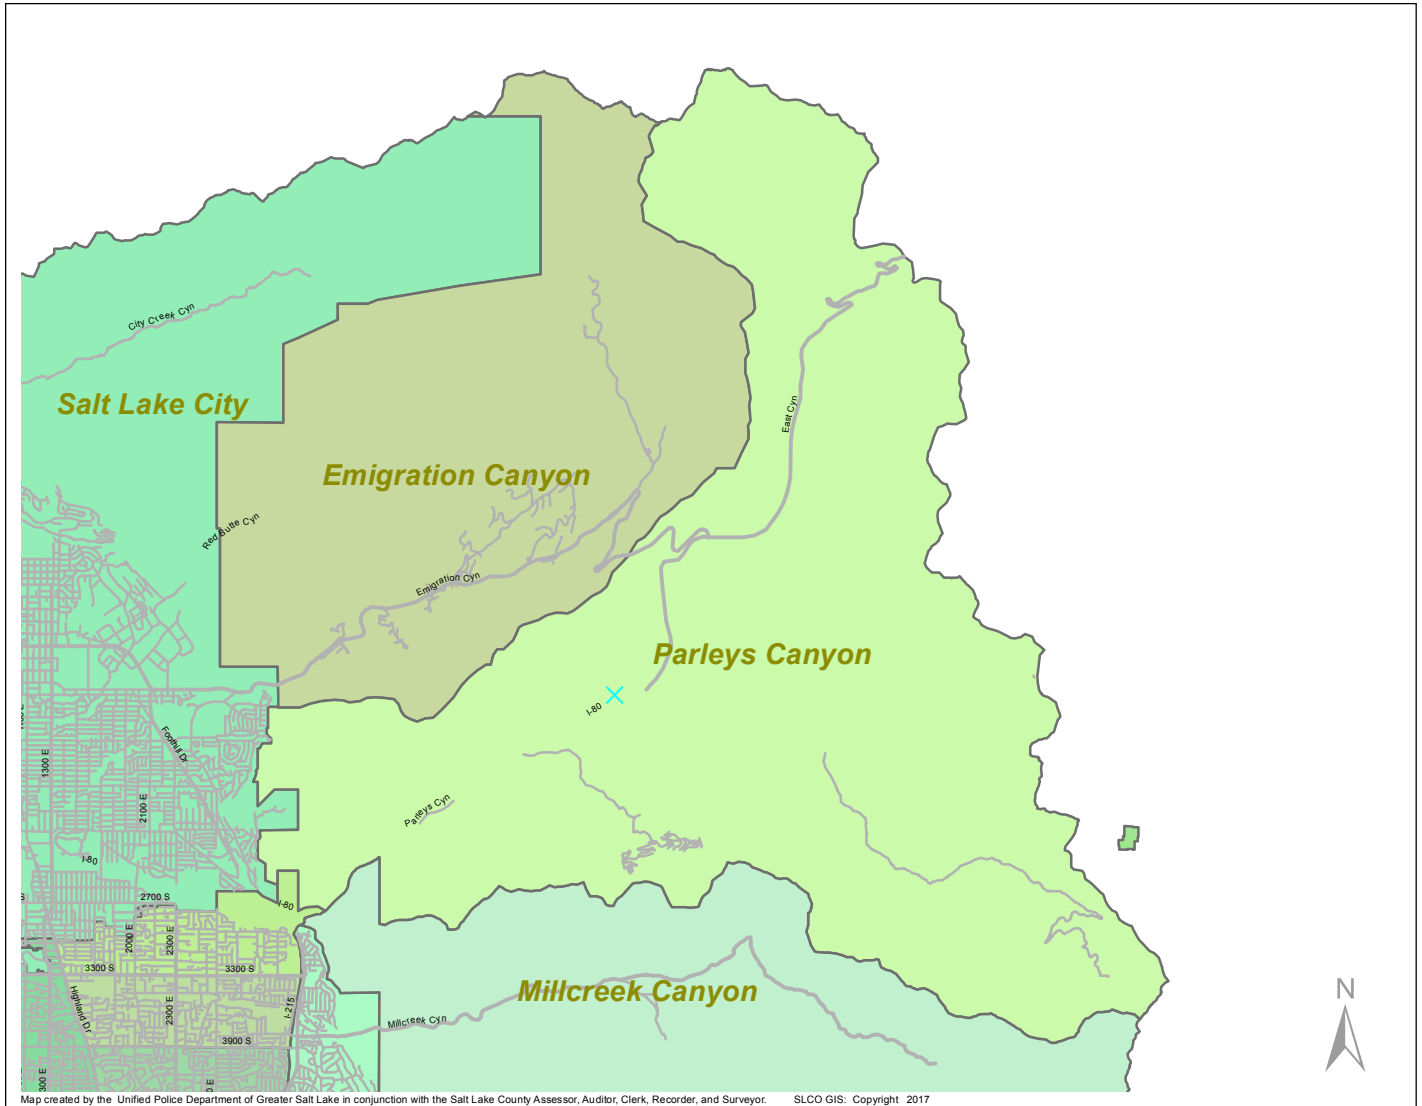 City Creek Cyn
Salt Lake City
East Cyn
Emigration Canyon
Red Butte Cyn
Emigration Cyn
Parleys Canyon
I-80
Foothill Dr
1300 E
2100 E
Parleys Cyn
I-80
2700 S
I-80
S
2000 E
2300 E
3300 S
3300 S
Millcreek Canyon
N
Highland Dr
2300 E
I-215
Millcreek Cyn
3900 S
300 E
0 E
Map created by the Unified Police Department of Greater Salt Lake in conjunction with the Salt Lake County Assessor, Auditor, Clerk, Recorder, and Surveyor. SLCO GIS: Copyright 2017